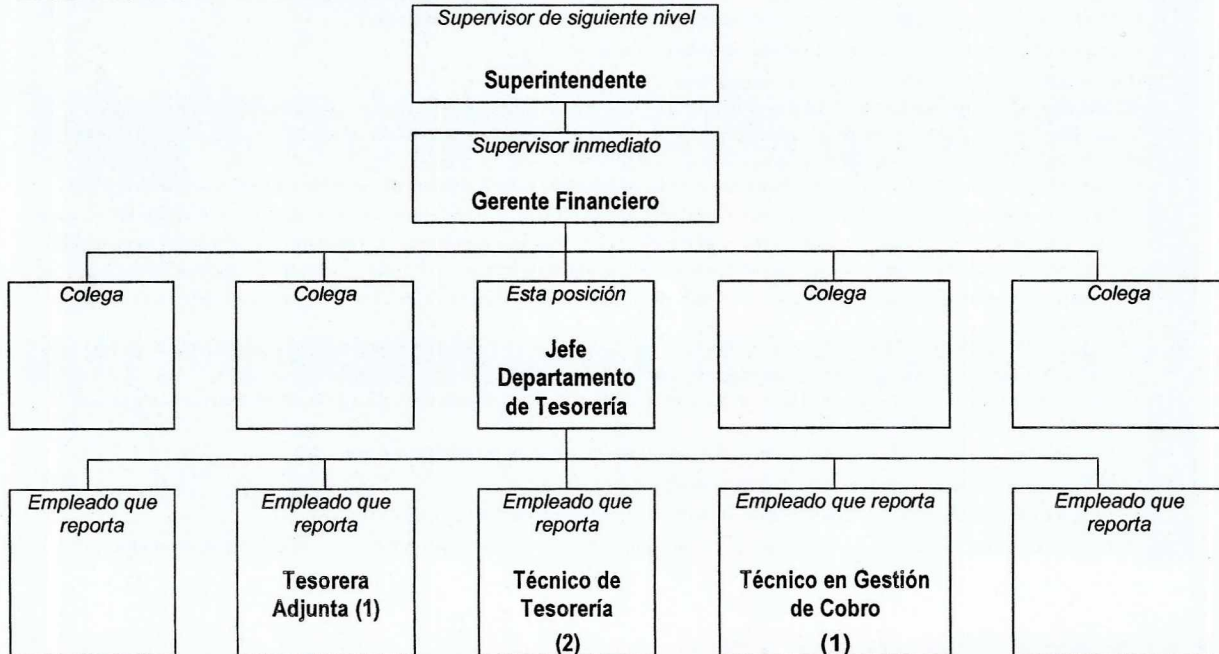 Supervisor de siguiente nivel
Superintendente
Supervisor inmediato
Gerente Financiero
Colega
Colega
Esta posición
Jefe
Departamento
de Tesorería
Colega
Colega
Empleado que
reporta
Empleado que
reporta
Tesorera
Adjunta (1)
Empleado que
reporta
Técnico de
Tesorería
(2)
Empleado que reporta
Técnico en Gestión
de Cobro
(1)
Empleado que
reporta